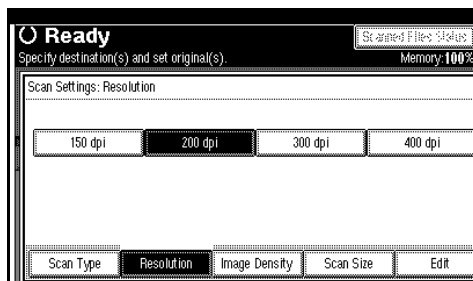 Ready
Scanned Files Status
Specify destination(s) and set original(s).
Memory:100%
Scan Settings: Resolution
150 dpi
200 dpi
300 dpi
400 dpi
Scan Type
Resolution
Image Density
Scan Size
Edit